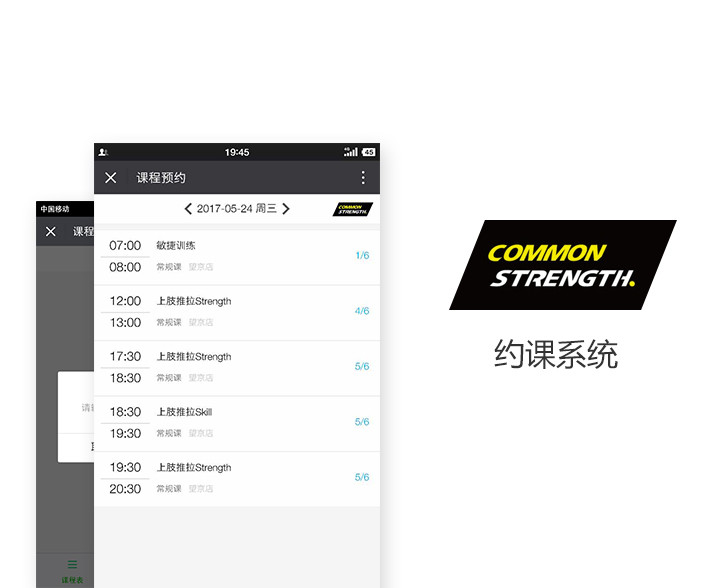 19:45
4G
45
课程预约
2017-05-24 周三
COMMON
STRENGTH.
07:00
敏捷训练
08:00
常规课 望京店
1/6
12:00
上肢推拉Strength
13:00
常规课 望京店
4/6
17:30
上肢推拉Strength
18:30
常规课 望京店
5/6
18:30
上肢推拉Skill
19:30
常规课 望京店
5/6
19:30
上肢推拉Strength
20:30
常规课 望京店
5/6
中国移动
课程
请
课程表
COMMON
STRENGTH.
约课系统